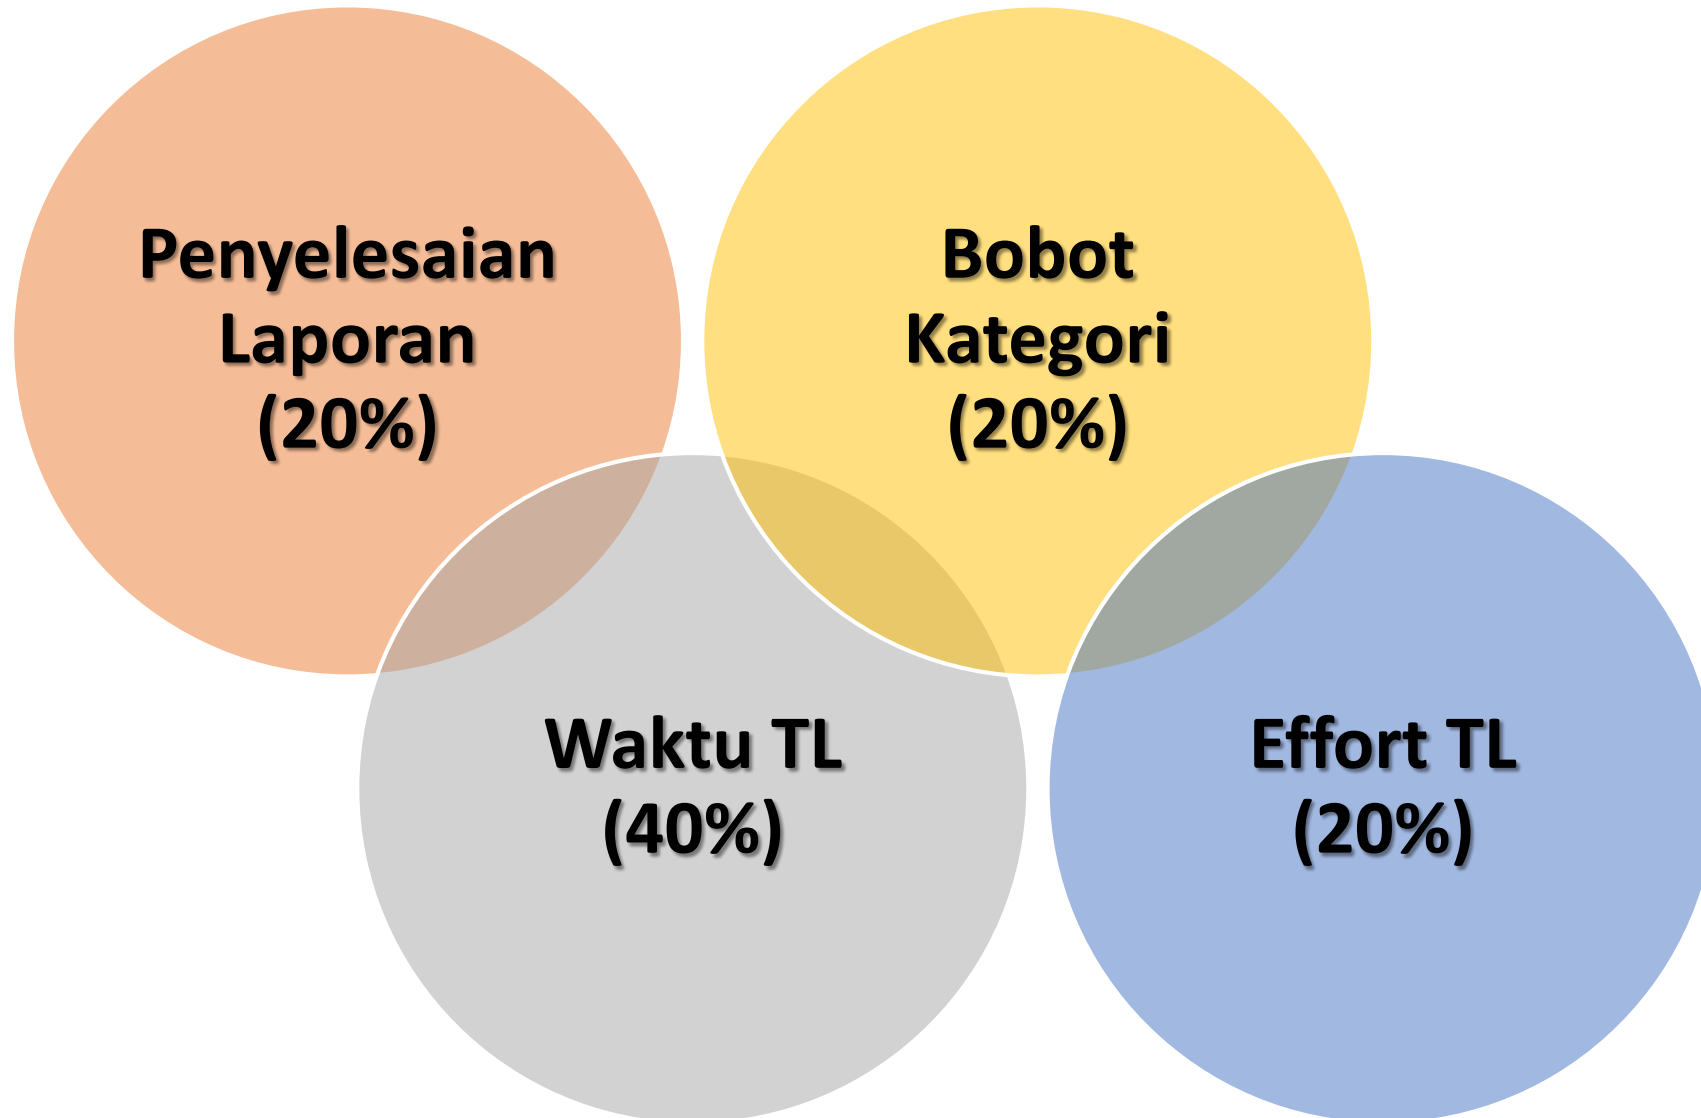 Penyelesaian
Laporan
(20%)
Bobot
Kategori
(20%)
Waktu TL
(40%)
Effort TL
(20%)